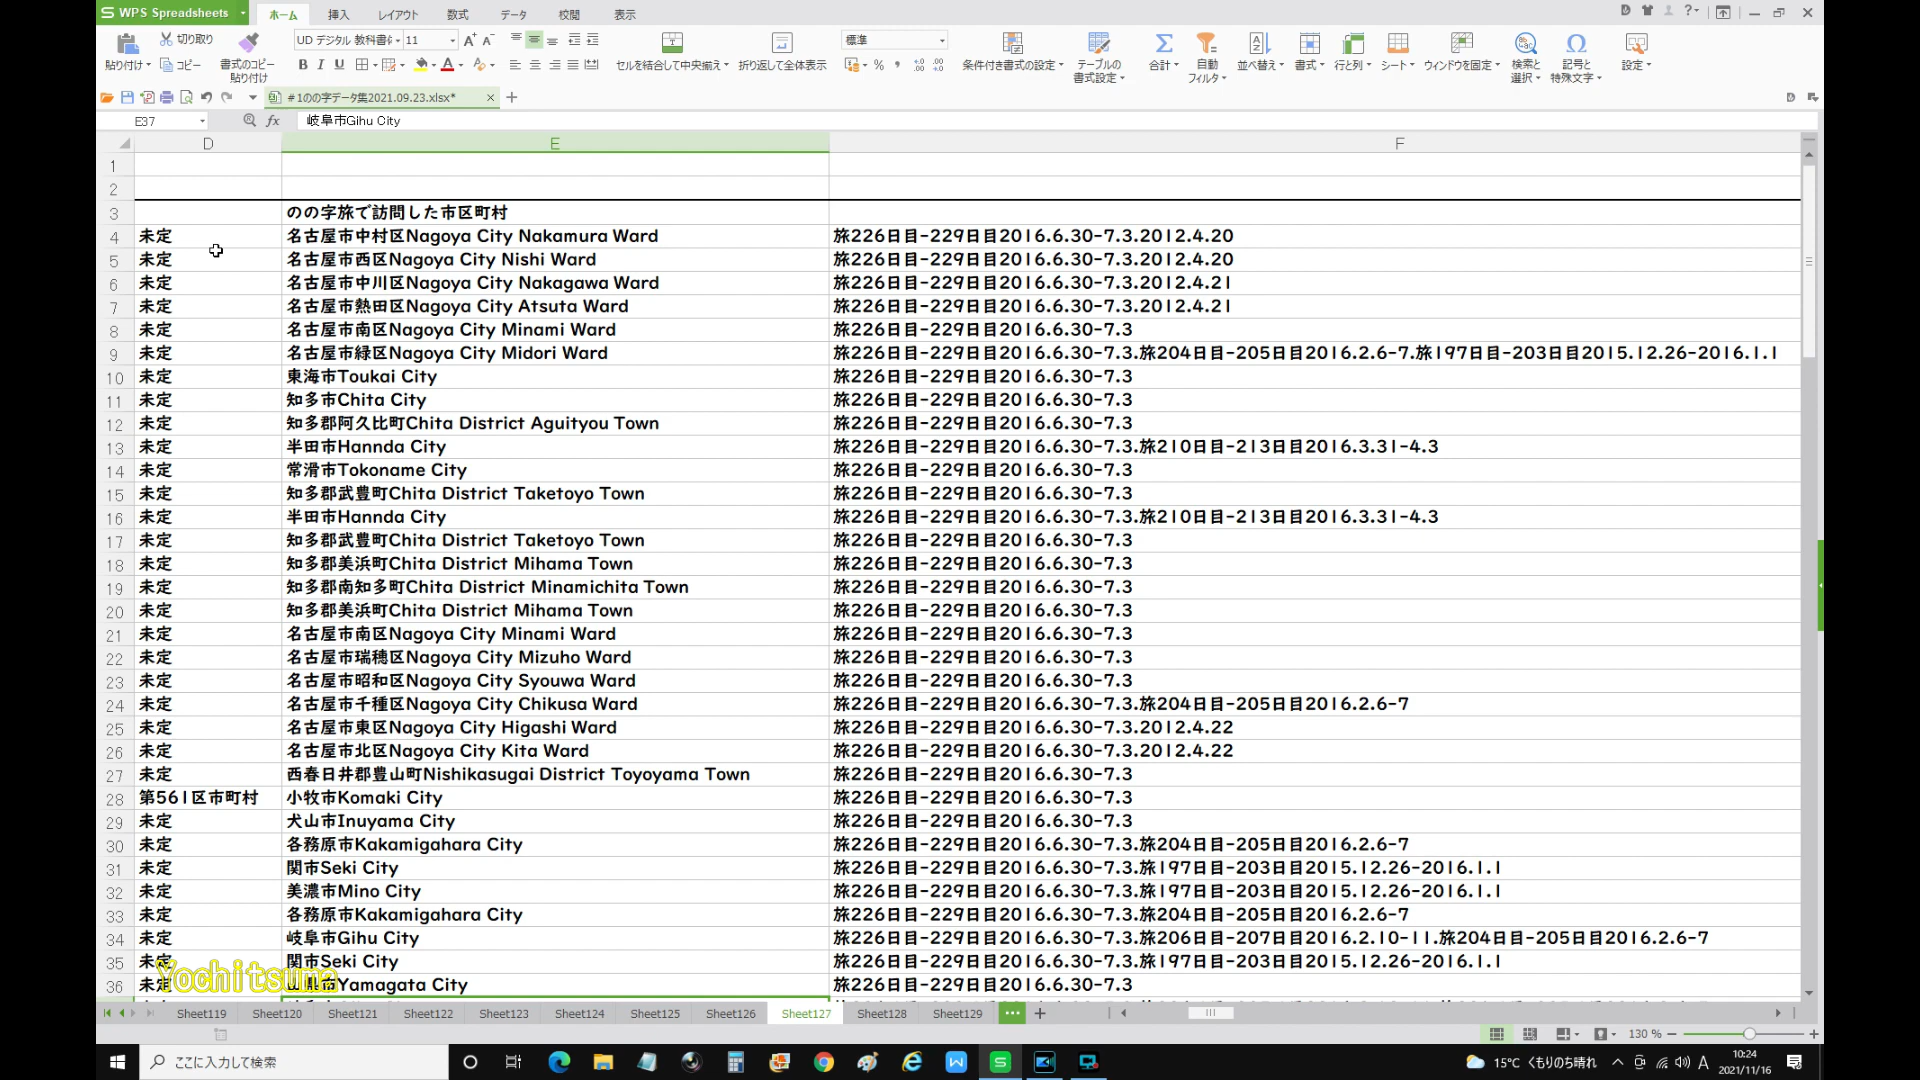 WPS Spreadsheets ホーム 挿入 レイアウト 数式 データ 校閲 表示
貼り付け 切り取り コピー 書式のコピー貼り付け UD デジタル 教科書 11 B I U セルを結合して中央揃え 折り返して全体表示 標準 % 条件付き書式の設定 テーブルの書式設定 合計 自動フィルタ 並べ替え 書式 行と列 シート ウィンドウを固定 検索と選択 記号と特殊文字 設定
#1のの字データ集2021.09.23.xlsx*
E37 fx 岐阜市Gihu City
D E F
1
2
3 のの字旅で訪問した市区町村
4 未定 名古屋市中村区Nagoya City Nakamura Ward 旅226日目-229日目2016.6.30-7.3.2012.4.20
5 未定 名古屋市西区Nagoya City Nishi Ward 旅226日目-229日目2016.6.30-7.3.2012.4.20
6 未定 名古屋市中川区Nagoya City Nakagawa Ward 旅226日目-229日目2016.6.30-7.3.2012.4.21
7 未定 名古屋市熱田区Nagoya City Atsuta Ward 旅226日目-229日目2016.6.30-7.3.2012.4.21
8 未定 名古屋市南区Nagoya City Minami Ward 旅226日目-229日目2016.6.30-7.3
9 未定 名古屋市緑区Nagoya City Midori Ward 旅226日目-229日目2016.6.30-7.3.旅204日目-205日目2016.2.6-7.旅197日目-203日目2015.12.26-2016.1.1
10 未定 東海市Toukai City 旅226日目-229日目2016.6.30-7.3
11 未定 知多市Chita City 旅226日目-229日目2016.6.30-7.3
12 未定 知多郡阿久比町Chita District Aguityou Town 旅226日目-229日目2016.6.30-7.3
13 未定 半田市Hannda City 旅226日目-229日目2016.6.30-7.3.旅210日目-213日目2016.3.31-4.3
14 未定 常滑市Tokoname City 旅226日目-229日目2016.6.30-7.3
15 未定 知多郡武豊町Chita District Taketoyo Town 旅226日目-229日目2016.6.30-7.3
16 未定 半田市Hannda City 旅226日目-229日目2016.6.30-7.3.旅210日目-213日目2016.3.31-4.3
17 未定 知多郡武豊町Chita District Taketoyo Town 旅226日目-229日目2016.6.30-7.3
18 未定 知多郡美浜町Chita District Mihama Town 旅226日目-229日目2016.6.30-7.3
19 未定 知多郡南知多町Chita District Minamichita Town 旅226日目-229日目2016.6.30-7.3
20 未定 知多郡美浜町Chita District Mihama Town 旅226日目-229日目2016.6.30-7.3
21 未定 名古屋市南区Nagoya City Minami Ward 旅226日目-229日目2016.6.30-7.3
22 未定 名古屋市瑞穂区Nagoya City Mizuho Ward 旅226日目-229日目2016.6.30-7.3
23 未定 名古屋市昭和区Nagoya City Syouwa Ward 旅226日目-229日目2016.6.30-7.3
24 未定 名古屋市千種区Nagoya City Chikusa Ward 旅226日目-229日目2016.6.30-7.3.旅204日目-205日目2016.2.6-7
25 未定 名古屋市東区Nagoya City Higashi Ward 旅226日目-229日目2016.6.30-7.3.2012.4.22
26 未定 名古屋市北区Nagoya City Kita Ward 旅226日目-229日目2016.6.30-7.3.2012.4.22
27 未定 西春日井郡豊山町Nishikasugai District Toyoyama Town 旅226日目-229日目2016.6.30-7.3
28 第561区市町村 小牧市Komaki City 旅226日目-229日目2016.6.30-7.3
29 未定 犬山市Inuyama City 旅226日目-229日目2016.6.30-7.3
30 未定 各務原市Kakamigahara City 旅226日目-229日目2016.6.30-7.3.旅204日目-205日目2016.2.6-7
31 未定 関市Seki City 旅226日目-229日目2016.6.30-7.3.旅197日目-203日目2015.12.26-2016.1.1
32 未定 美濃市Mino City 旅226日目-229日目2016.6.30-7.3.旅197日目-203日目2015.12.26-2016.1.1
33 未定 各務原市Kakamigahara City 旅226日目-229日目2016.6.30-7.3.旅204日目-205日目2016.2.6-7
34 未定 岐阜市Gihu City 旅226日目-229日目2016.6.30-7.3.旅206日目-207日目2016.2.10-11.旅204日目-205日目2016.2.6-7
35 未定 関市Seki City 旅226日目-229日目2016.6.30-7.3.旅197日目-203日目2015.12.26-2016.1.1
36 未定 山県市Yamagata City 旅226日目-229日目2016.6.30-7.3
Yochitsuma
Sheet119 Sheet120 Sheet121 Sheet122 Sheet123 Sheet124 Sheet125 Sheet126 Sheet127 Sheet128 Sheet129
130 %
ここに入力して検索 15°C くもりのち晴れ A 10:24
2021/11/16